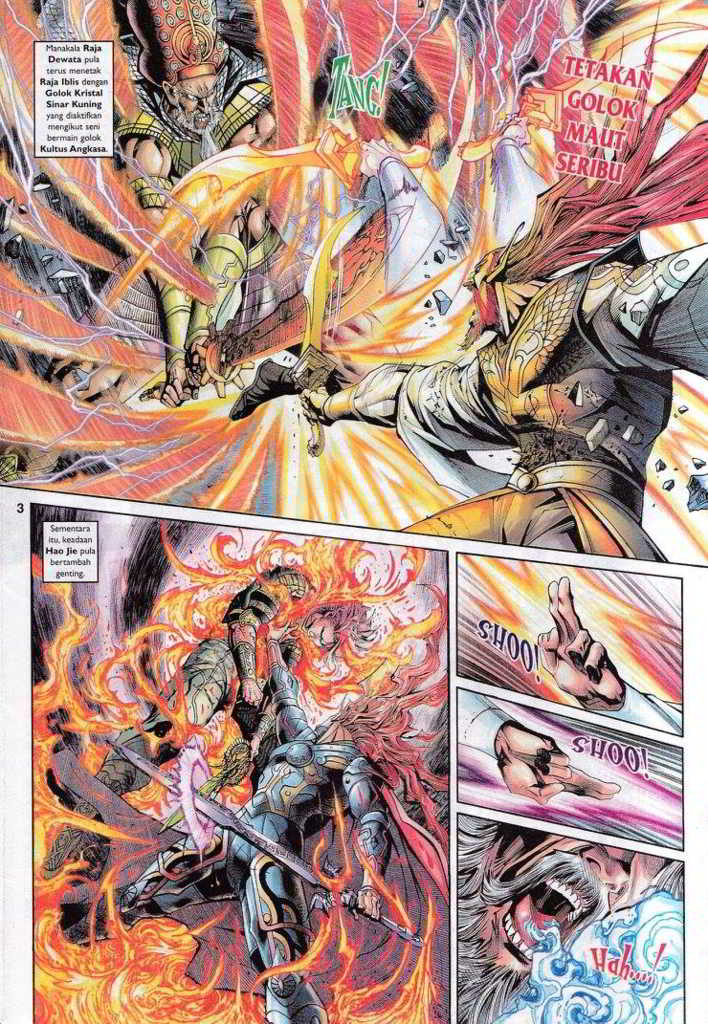 Manakala Raja
Dewata pula
terus menetak
Raja Iblis dengan
Golok Kristal
Sinar Kuning
yang diaktifkan
mengikut seni
bermain golok
Kultus Angkasa.
TANG!
TETAKAN
GOLOK
MAUT
SERIBU
3
Sementara
itu, keadaan
Hao Jie pula
bertambah
genting.
SHOO!
SHOO!
Hah....!